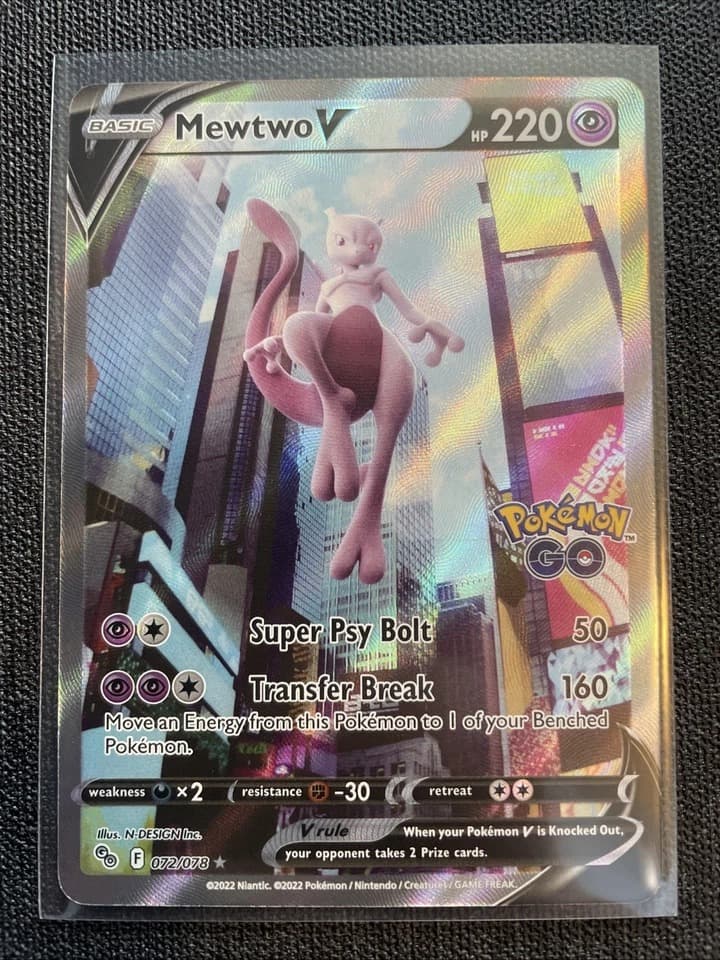 BASIC Mewtwo V HP 220
Pokémon™
GO
Super Psy Bolt 50
Transfer Break 160
Move an Energy from this Pokémon to 1 of your Benched
Pokémon.
weakness ×2 resistance -30 retreat
Illus. N-DESIGN Inc.
V rule When your Pokémon V is Knocked Out,
your opponent takes 2 Prize cards.
GO F 072/078
©2022 Niantic. ©2022 Pokémon / Nintendo / Creatures / GAME FREAK.